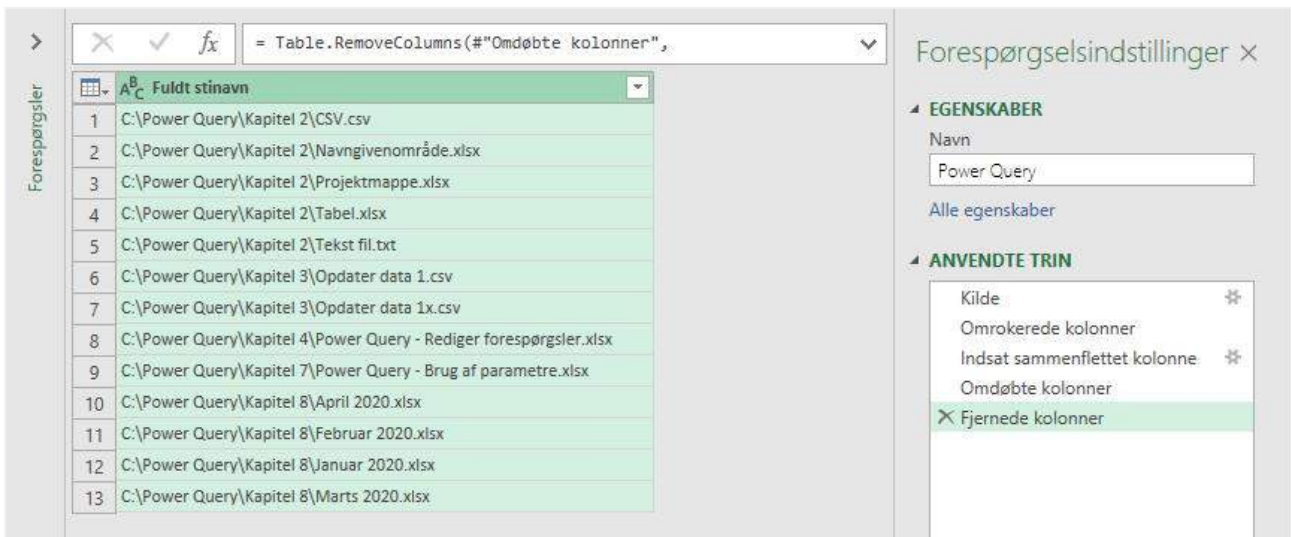 fx = Table.RemoveColumns(#"Omdøbte kolonner",
Forespørgsler
ABC Fuldt stinavn
1 C:\Power Query\Kapitel 2\CSV.csv
2 C:\Power Query\Kapitel 2\Navngivenområde.xlsx
3 C:\Power Query\Kapitel 2\Projektmappe.xlsx
4 C:\Power Query\Kapitel 2\Tabel.xlsx
5 C:\Power Query\Kapitel 2\Tekst fil.txt
6 C:\Power Query\Kapitel 3\Opdater data 1.csv
7 C:\Power Query\Kapitel 3\Opdater data 1x.csv
8 C:\Power Query\Kapitel 4\Power Query - Rediger forespørgsler.xlsx
9 C:\Power Query\Kapitel 7\Power Query - Brug af parametre.xlsx
10 C:\Power Query\Kapitel 8\April 2020.xlsx
11 C:\Power Query\Kapitel 8\Februar 2020.xlsx
12 C:\Power Query\Kapitel 8\Januar 2020.xlsx
13 C:\Power Query\Kapitel 8\Marts 2020.xlsx
Forespørgselsindstillinger
EGENSKABER
Navn
Power Query
Alle egenskaber
ANVENDTE TRIN
Kilde
Omrokerede kolonner
Indsat sammenflettet kolonne
Omdøbte kolonner
Fjernede kolonner